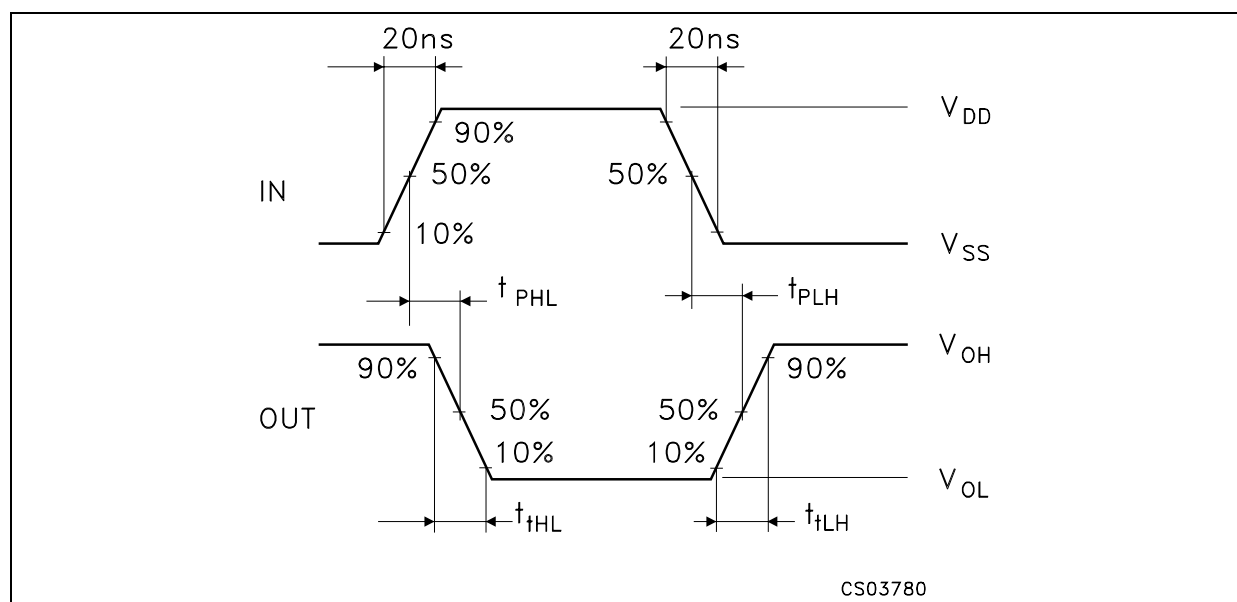 20ns 20ns
V DD
90%
50% 50%
IN
10%
V SS
t PHL t PLH
V OH
90% 90%
OUT
50% 50%
10% 10%
V OL
t tHL t tLH
CS03780